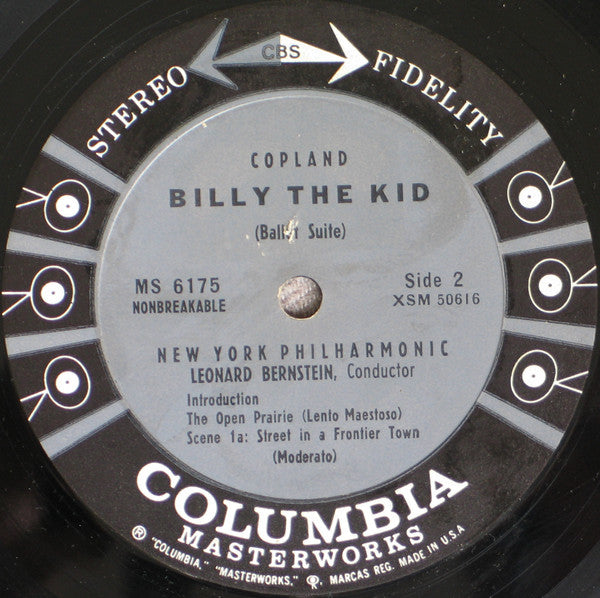 STEREO CBS FIDELITY
COPLAND
BILLY THE KID
(Ballet Suite)
MS 6175
NONBREAKABLE
Side 2
XSM 50616
NEW YORK PHILHARMONIC
LEONARD BERNSTEIN, Conductor
Introduction
The Open Prairie (Lento Maestoso)
Scene 1a: Street in a Frontier Town
(Moderato)
COLUMBIA
MASTERWORKS
® "COLUMBIA," "MASTERWORKS," MARCAS REG. MADE IN U.S.A